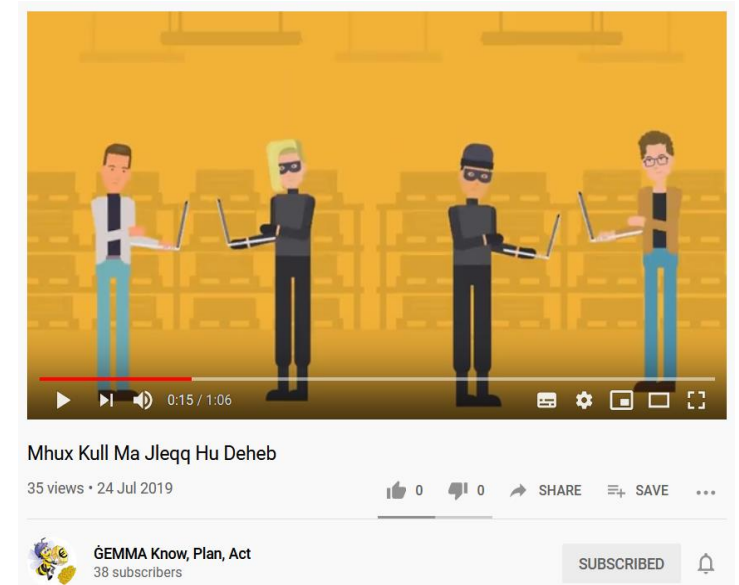 0:15 / 1:06
Mhux Kull Ma Jleqq Hu Deheb
35 views • 24 Jul 2019
0 0 SHARE SAVE
ĠEMMA Know, Plan, Act
38 subscribers
SUBSCRIBED